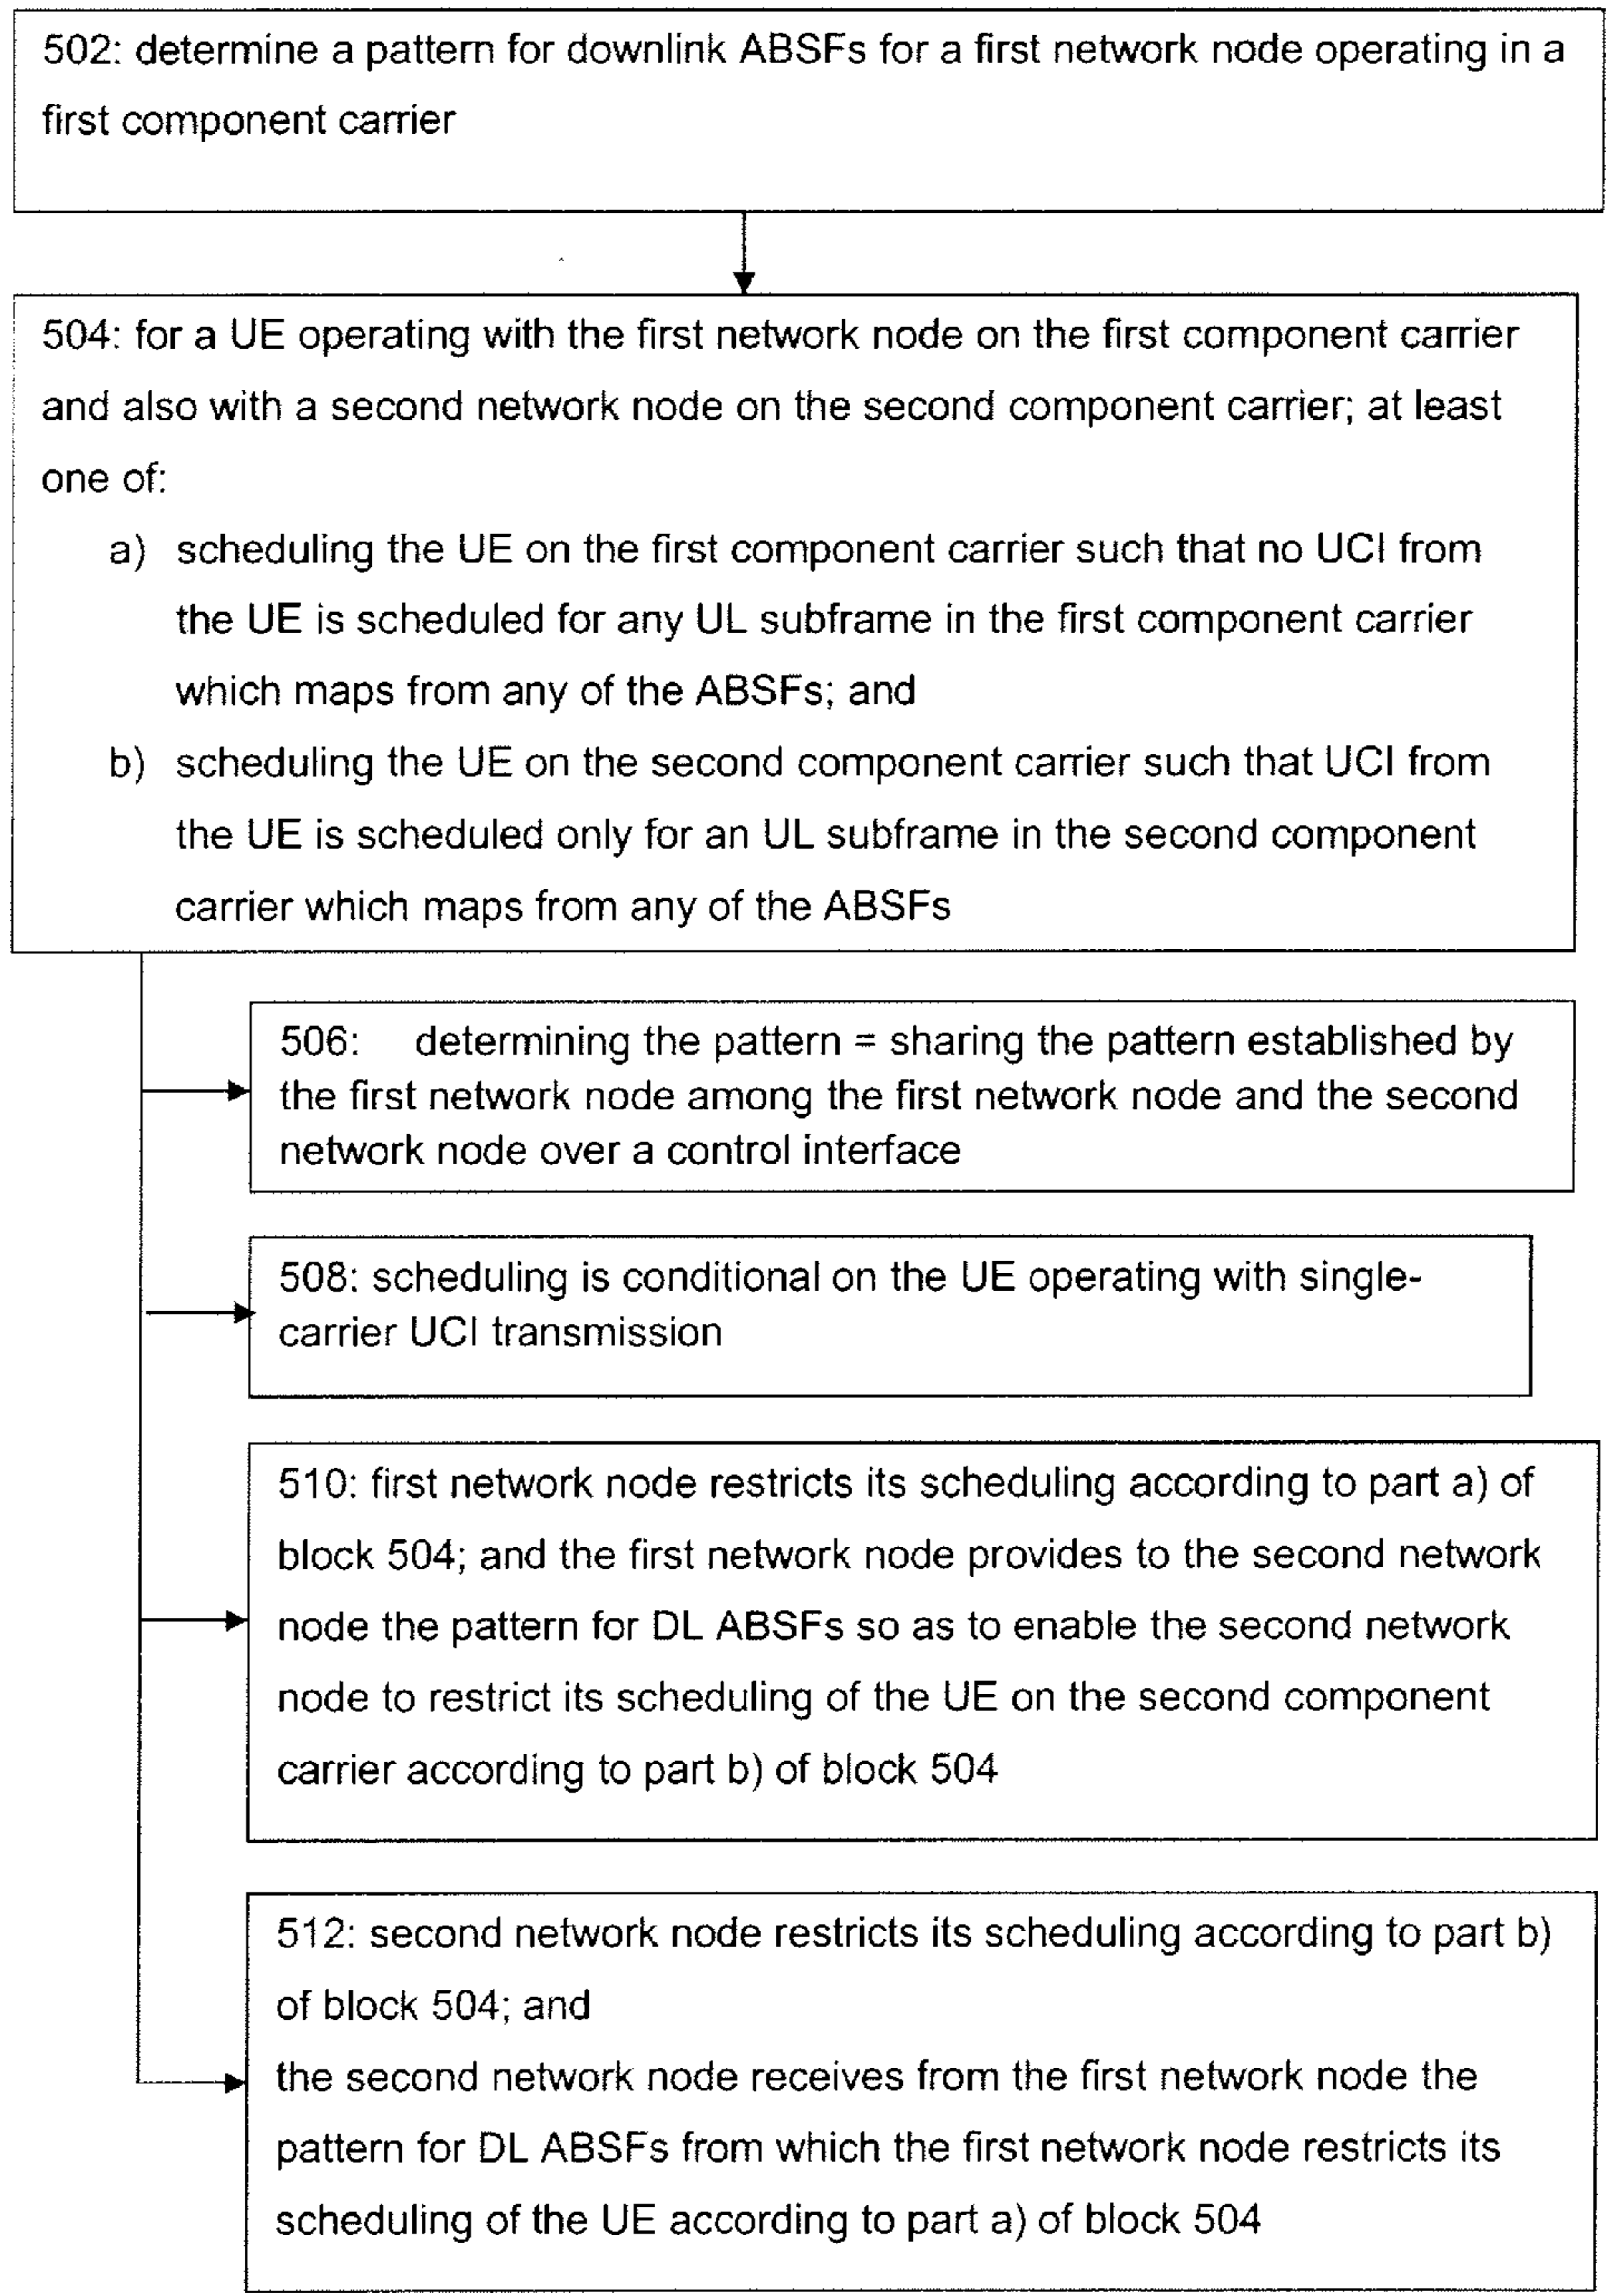 502: determine a pattern for downlink ABSFs for a first network node operating in a
first component carrier
504: for a UE operating with the first network node on the first component carrier
and also with a second network node on the second component carrier; at least
one of:
a) scheduling the UE on the first component carrier such that no UCI from
the UE is scheduled for any UL subframe in the first component carrier
which maps from any of the ABSFs; and
b) scheduling the UE on the second component carrier such that UCI from
the UE is scheduled only for an UL subframe in the second component
carrier which maps from any of the ABSFs
506: determining the pattern = sharing the pattern established by
the first network node among the first network node and the second
network node over a control interface
508: scheduling is conditional on the UE operating with single-
carrier UCI transmission
510: first network node restricts its scheduling according to part a) of
block 504; and the first network node provides to the second network
node the pattern for DL ABSFs so as to enable the second network
node to restrict its scheduling of the UE on the second component
carrier according to part b) of block 504
512: second network node restricts its scheduling according to part b)
of block 504; and
the second network node receives from the first network node the
pattern for DL ABSFs from which the first network node restricts its
scheduling of the UE according to part a) of block 504